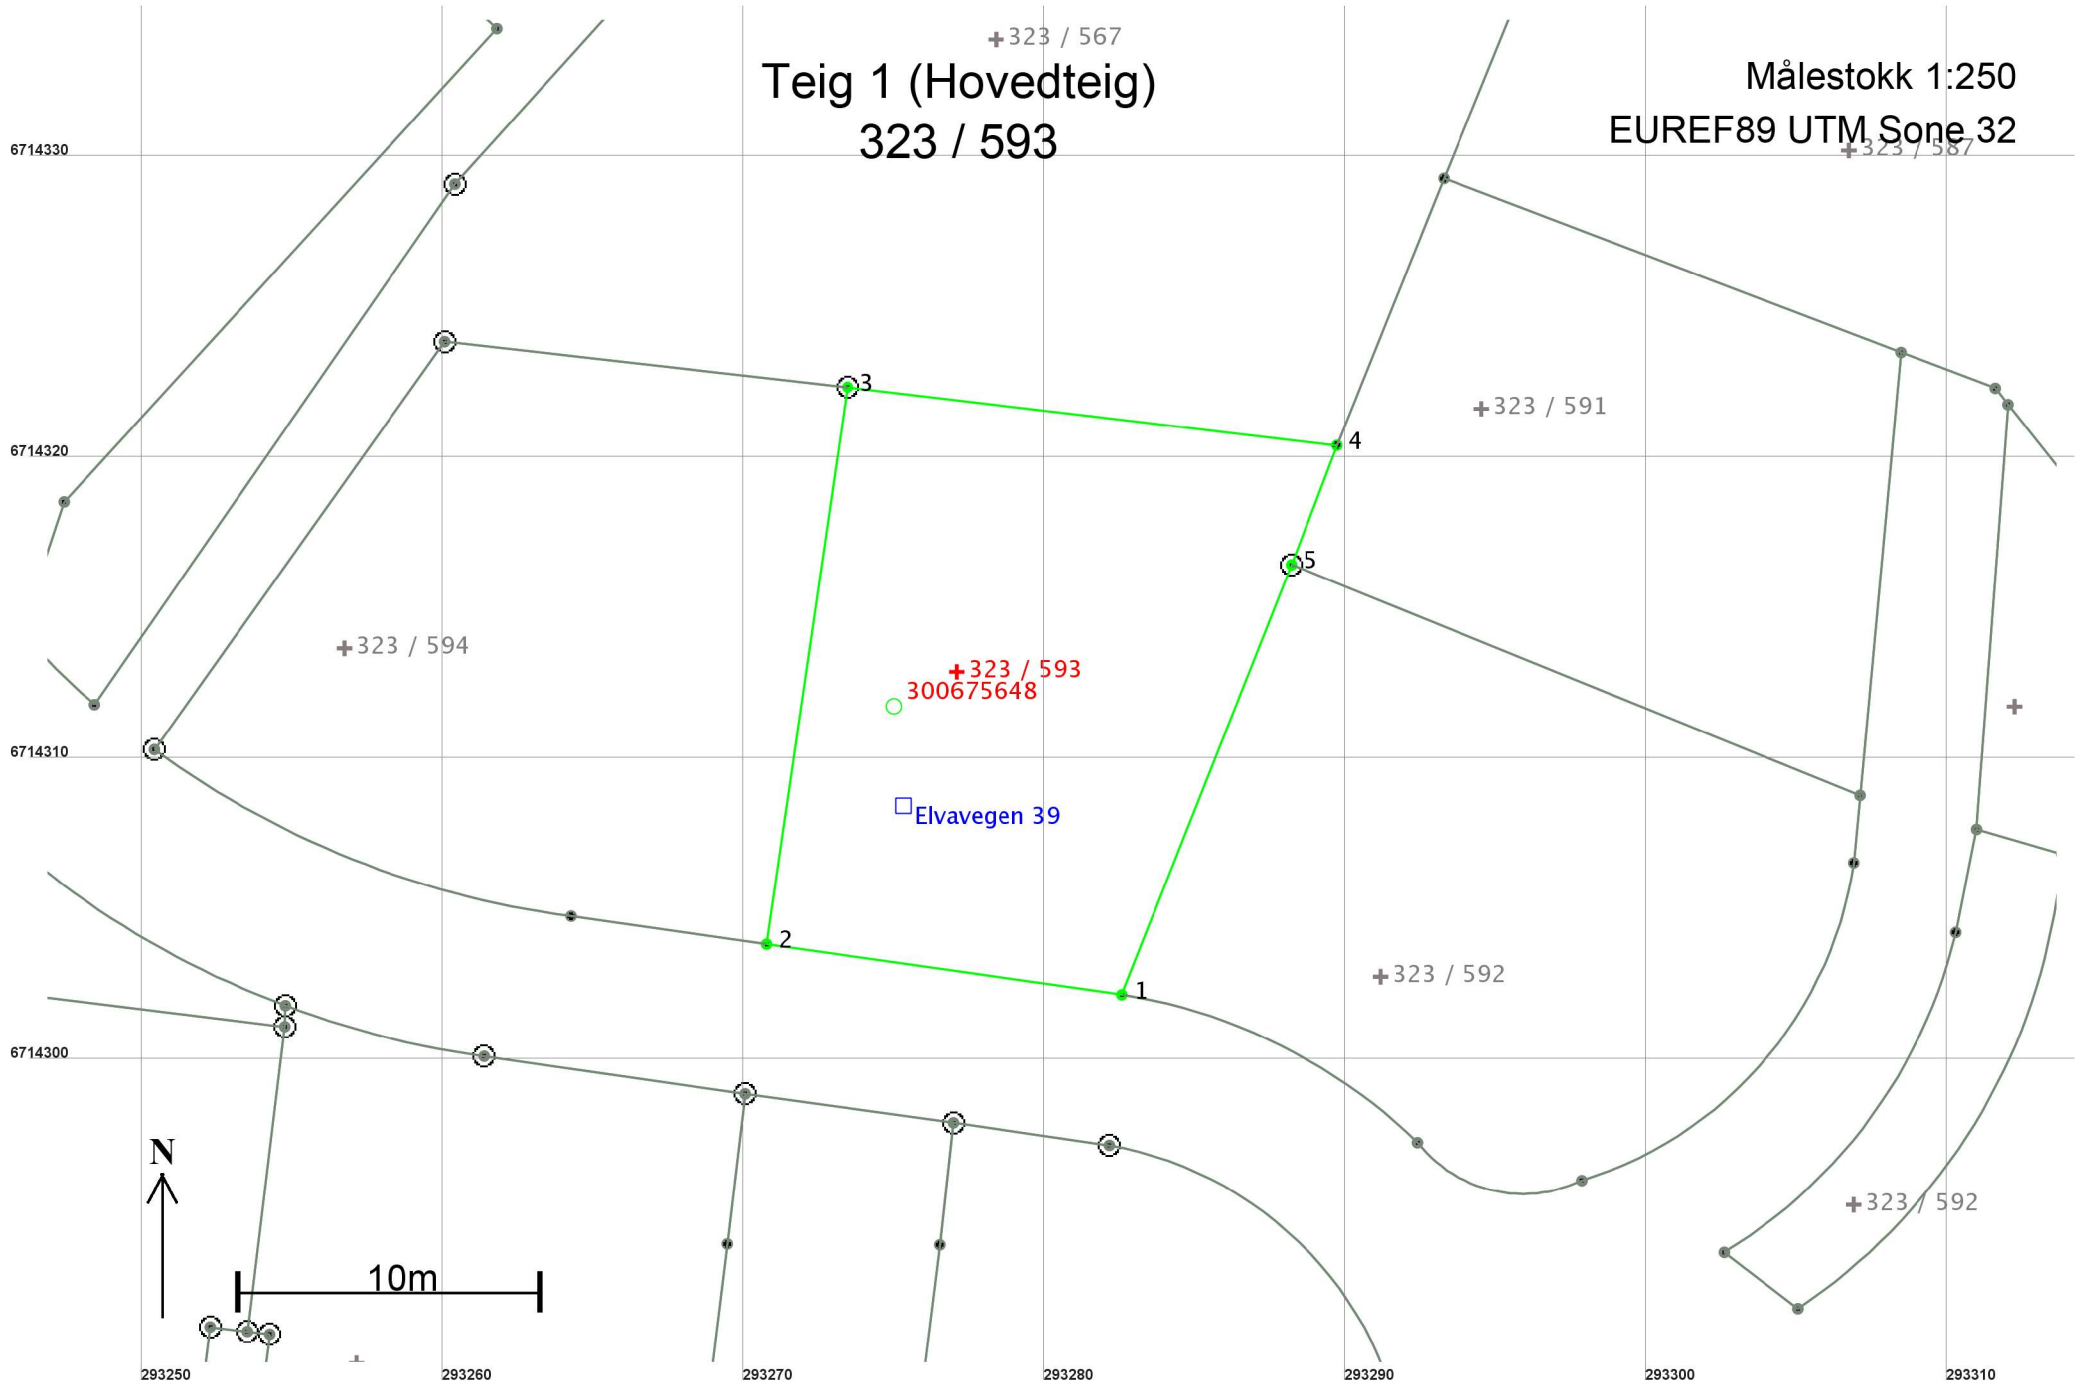 323 / 567
Teig 1 (Hovedteig)
323 / 593
Målestokk 1:250
EUREF89 UTM Sone 32
323 / 587
6714330
3
323 / 591
4
6714320
5
323 / 594
323 / 593
300675648
6714310
Elvavegen 39
2
323 / 592
1
6714300
N
323 / 592
10m
293250
293260
293270
293280
293290
293300
293310